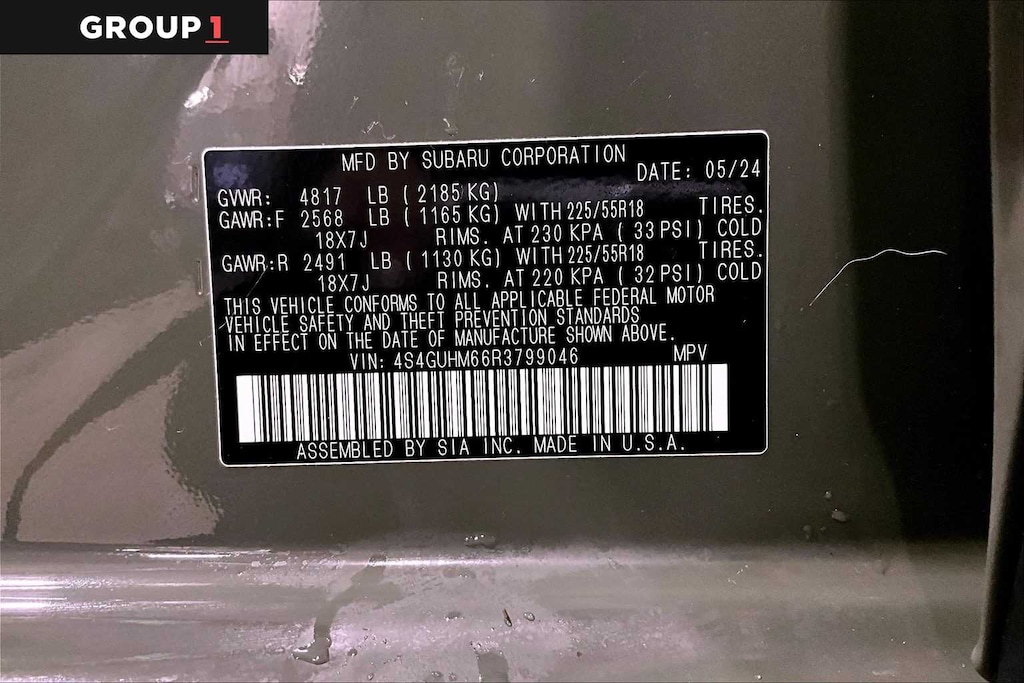 GROUP 1
MFD BY SUBARU CORPORATION
DATE: 05/24
GVWR: 4817 LB ( 2185 KG)
GAWR:F 2568 LB ( 1165 KG) WITH 225/55R18 TIRES.
18X7J RIMS. AT 230 KPA ( 33 PSI) COLD
GAWR:R 2491 LB ( 1130 KG) WITH 225/55R18 TIRES.
18X7J RIMS. AT 220 KPA ( 32 PSI) COLD
THIS VEHICLE CONFORMS TO ALL APPLICABLE FEDERAL MOTOR
VEHICLE SAFETY AND THEFT PREVENTION STANDARDS
IN EFFECT ON THE DATE OF MANUFACTURE SHOWN ABOVE.
VIN: 4S4GUHM66R3799046 MPV
ASSEMBLED BY SIA INC. MADE IN U.S.A.